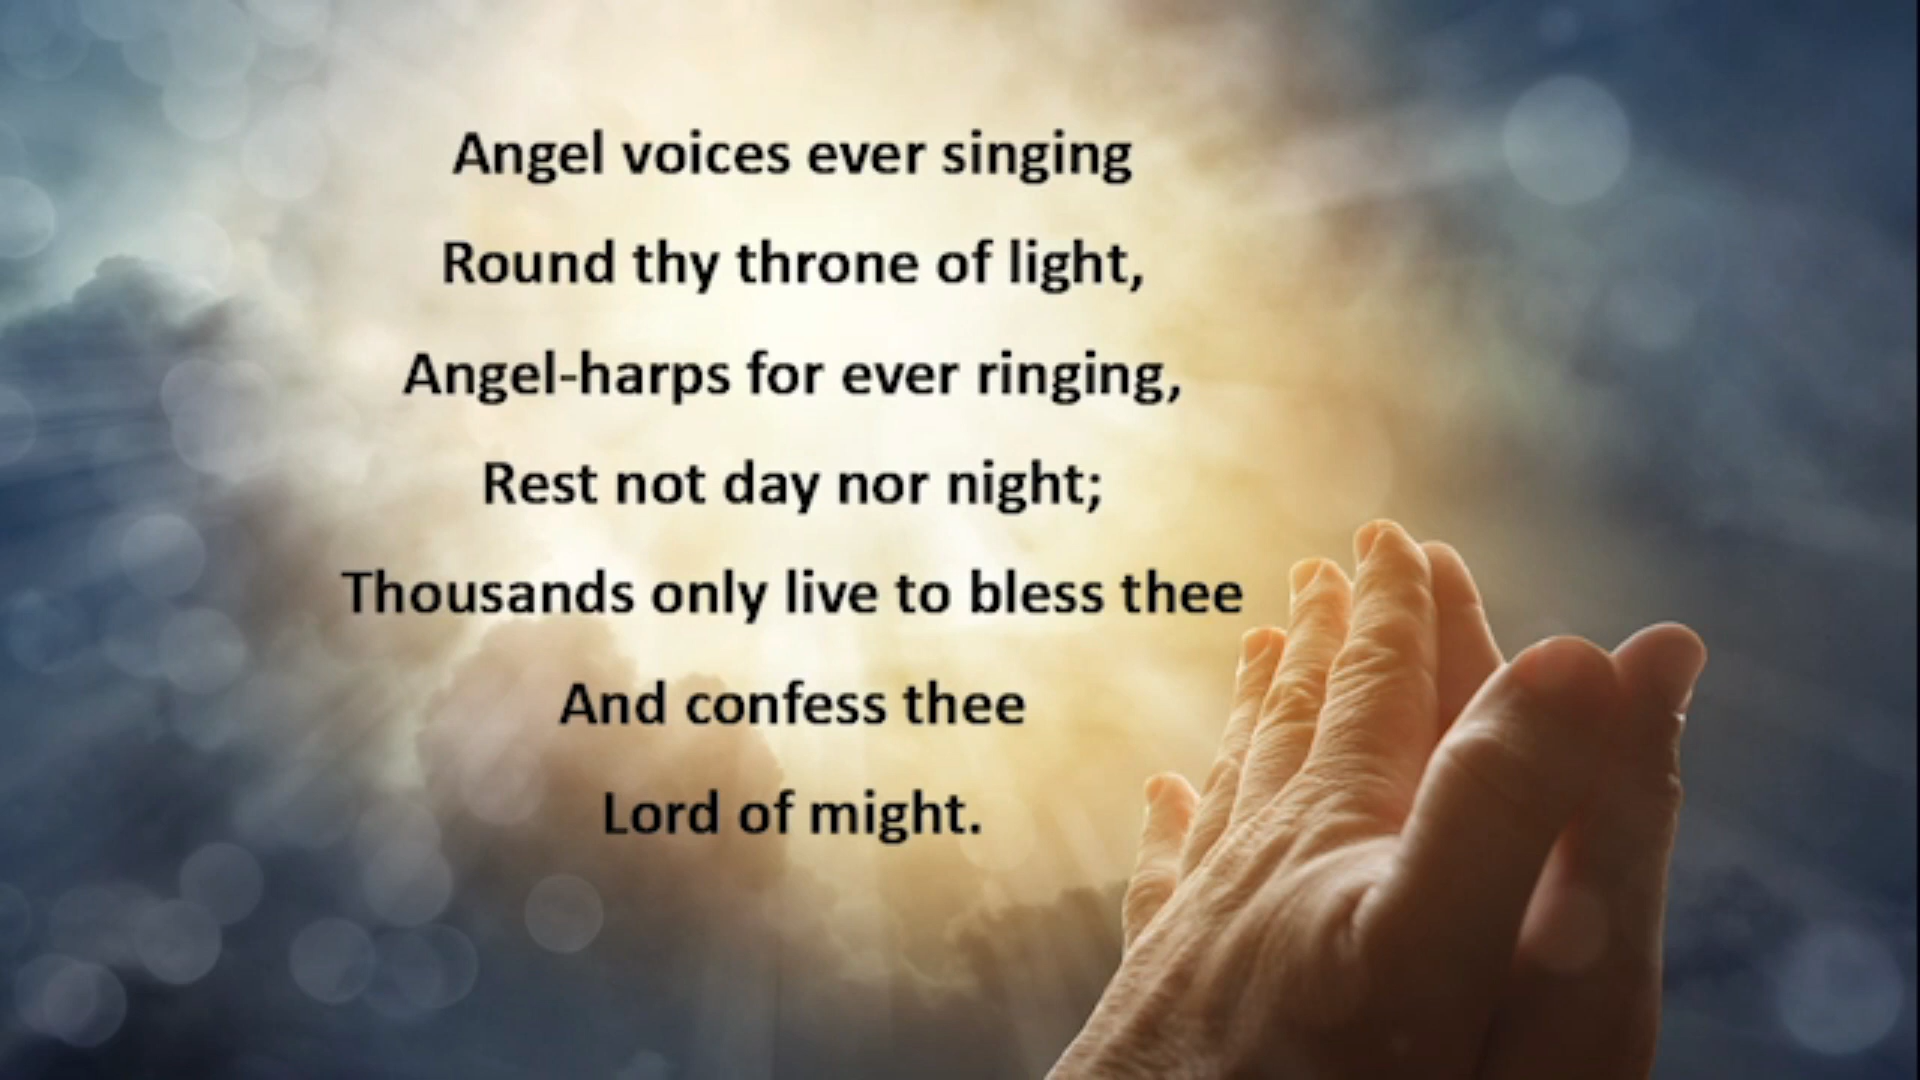 Angel voices ever singing
Round thy throne of light,
Angel-harps for ever ringing,
Rest not day nor night;
Thousands only live to bless thee
And confess thee
Lord of might.